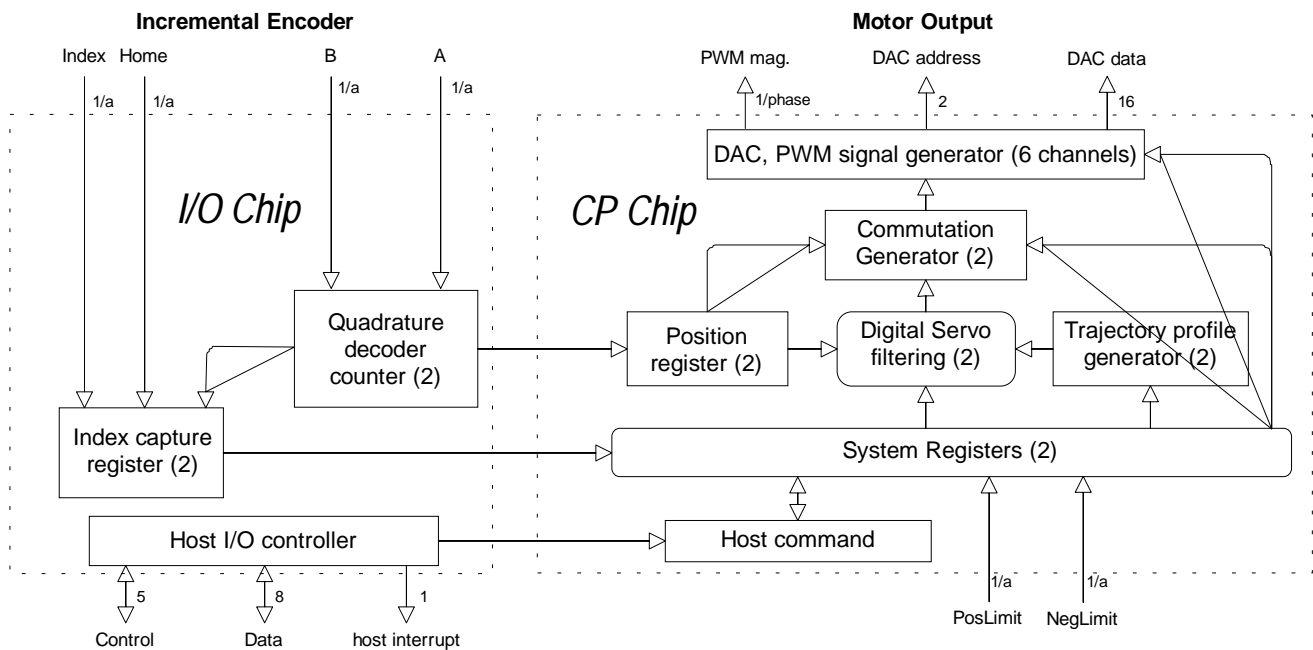 Incremental Encoder
Motor Output
Index
Home
B
A
PWM mag.
DAC address
DAC data
1/a
1/a
1/a
1/a
1/phase
2
16
DAC, PWM signal generator (6 channels)
I/O Chip
CP Chip
Commutation
Generator (2)
Quadrature
decoder
counter (2)
Position
register (2)
Digital Servo
filtering (2)
Trajectory profile
generator (2)
Index capture
register (2)
System Registers (2)
Host I/O controller
Host command
5
8
1
1/a
1/a
Control
Data
host interrupt
PosLimit
NegLimit